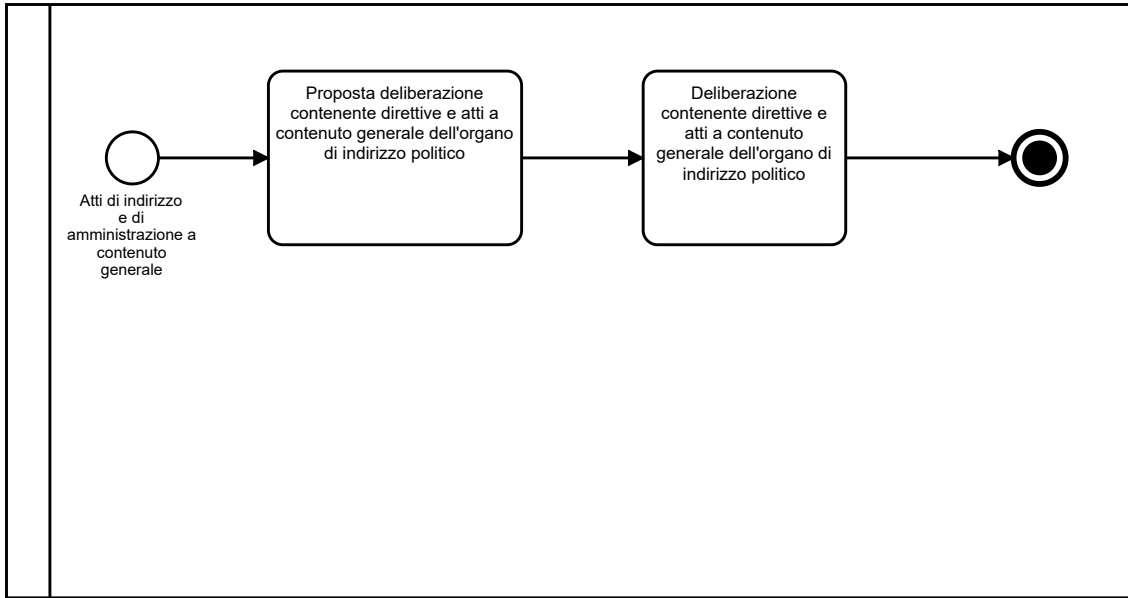 Atti di indirizzo
e di
amministrazione a
contenuto
generale
Proposta deliberazione
contenente direttive e atti a
contenuto generale dell'organo
di indirizzo politico
Deliberazione
contenente direttive e
atti a contenuto
generale dell'organo di
indirizzo politico